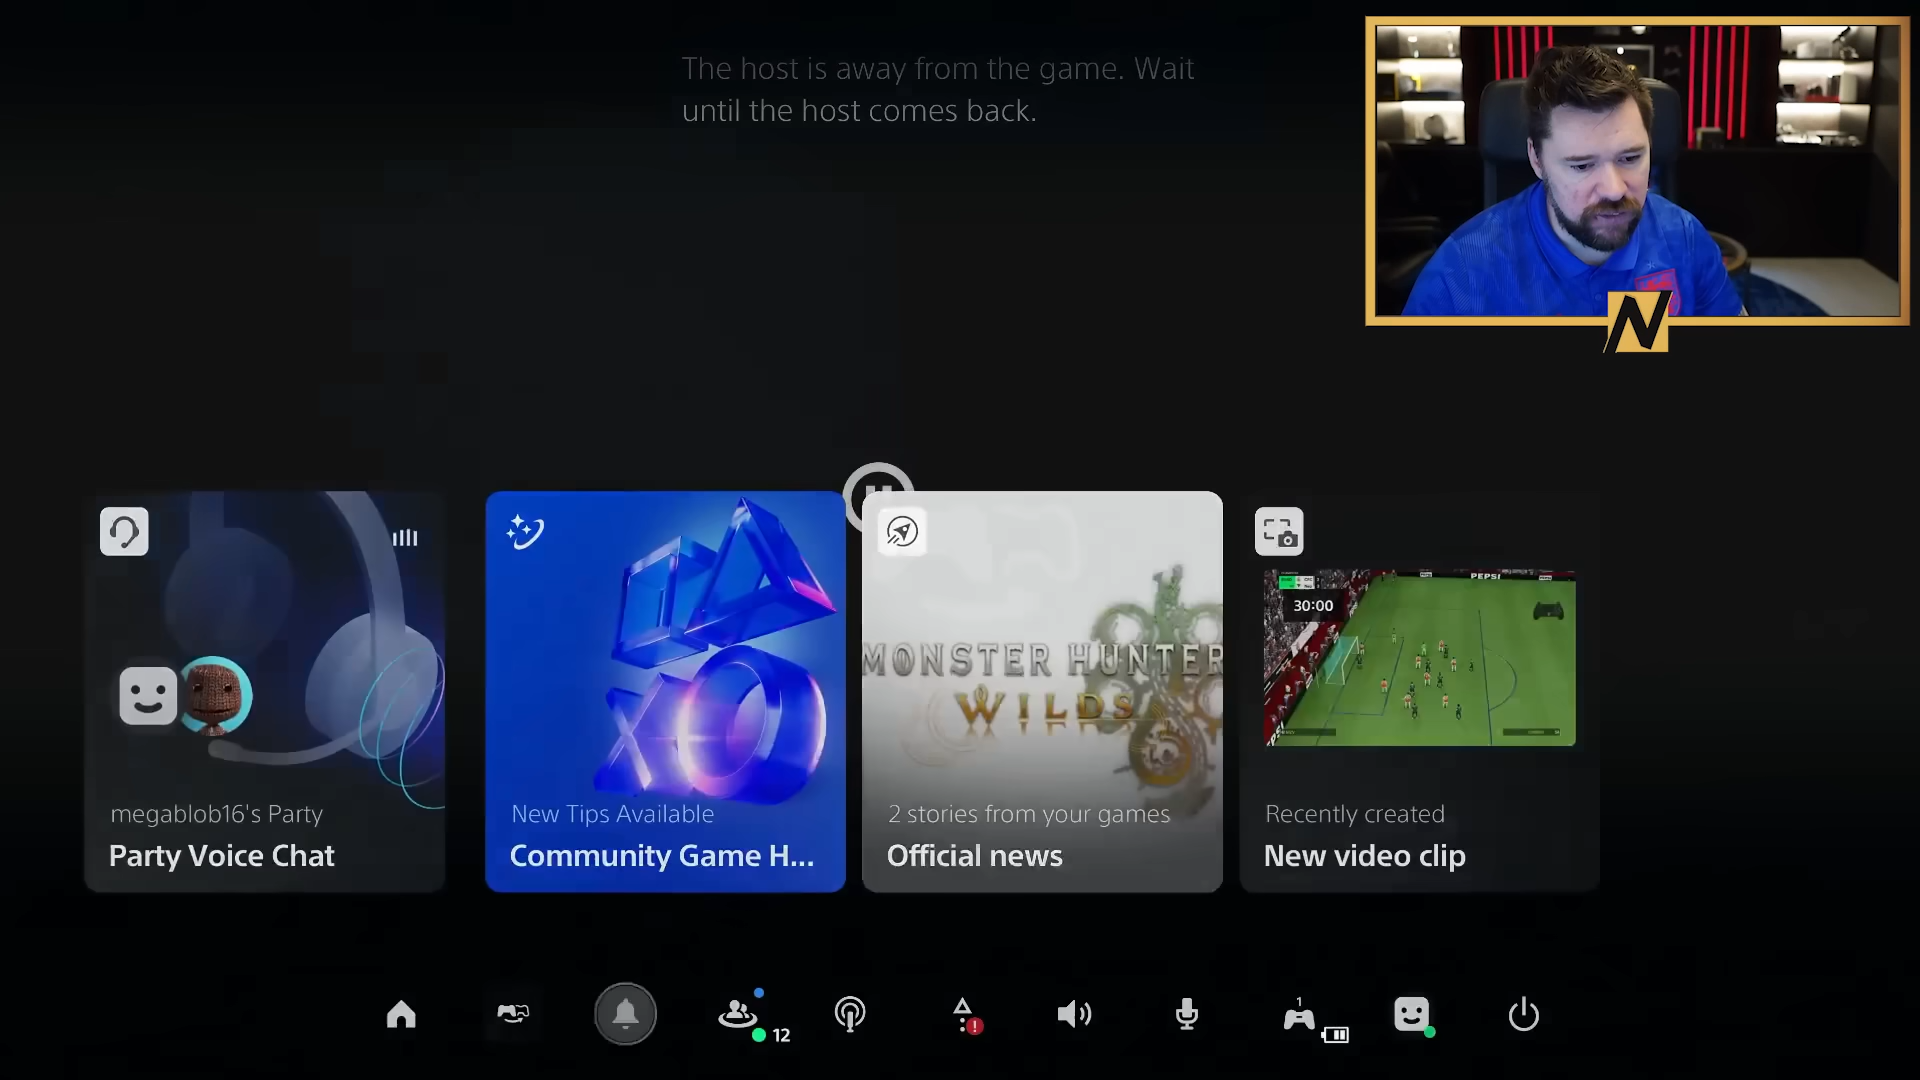 The host is away from the game. Wait
until the host comes back.
N
megablob16's Party
Party Voice Chat
New Tips Available
Community Game H...
MONSTER HUNTER
WILDS
2 stories from your games
Official news
PEPSI
30:00
Recently created
New video clip
12
1